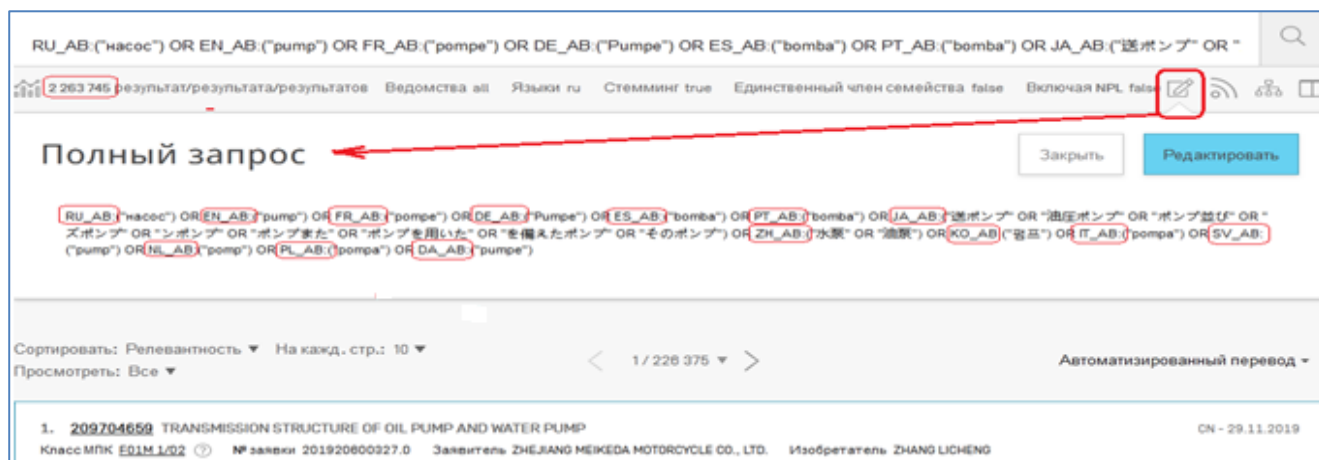 RU_AB:("насос") OR EN_AB:("pump") OR FR_AB:("pompe") OR DE_AB:("Pumpe") OR ES_AB:("bomba") OR PT_AB:("bomba") OR JA_AB:("送ポンプ" OR "
2 263 745 результат/результата/результатов Ведомства all Языки ru Стемминг true Единственный член семейства false Включая NPL false
Полный запрос
Закрыть
Редактировать
RU_AB:("насос") OR EN_AB:("pump") OR FR_AB:("pompe") OR DE_AB:("Pumpe") OR ES_AB:("bomba") OR PT_AB:("bomba") OR JA_AB:("送ポンプ" OR "油圧ポンプ" OR "ポンプ並び" OR "
ズポンプ" OR "ンポンプ" OR "ポンプまた" OR "ポンプを用いた" OR "を備えたポンプ" OR "そのポンプ") OR ZH_AB:("水泵" OR "油泵") OR KO_AB:("펌프") OR IT_AB:("pompa") OR SV_AB:
("pump") OR NL_AB:("pomp") OR PL_AB:("pompa") OR DA_AB:("pumpe")
Сортировать: Релевантность На кажд. стр.: 10
1 / 226 375
Автоматизированный перевод
Просмотреть: Все
1. 209704659 TRANSMISSION STRUCTURE OF OIL PUMP AND WATER PUMP
CN - 29.11.2019
Класс МПК F01M 1/02 № заявки 201920600327.0 Заявитель ZHEJIANG MEIKEDA MOTORCYCLE CO., LTD. Изобретатель ZHANG LICHENG